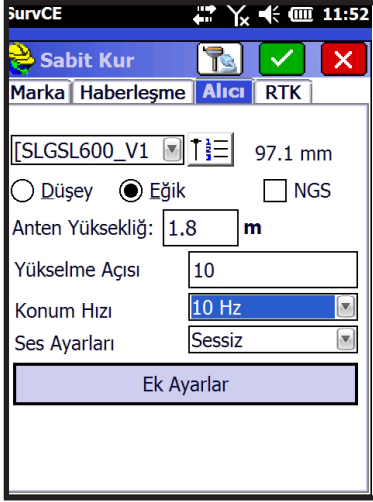 SurvCE 11:52
Sabit Kur
Marka Haberleşme Alıcı RTK
[SLGSL600_V1 97.1 mm
Düşey Eğik NGS
Anten Yüksekliğ: 1.8 m
Yükselme Açısı 10
Konum Hızı 10 Hz
Ses Ayarları Sessiz
Ek Ayarlar